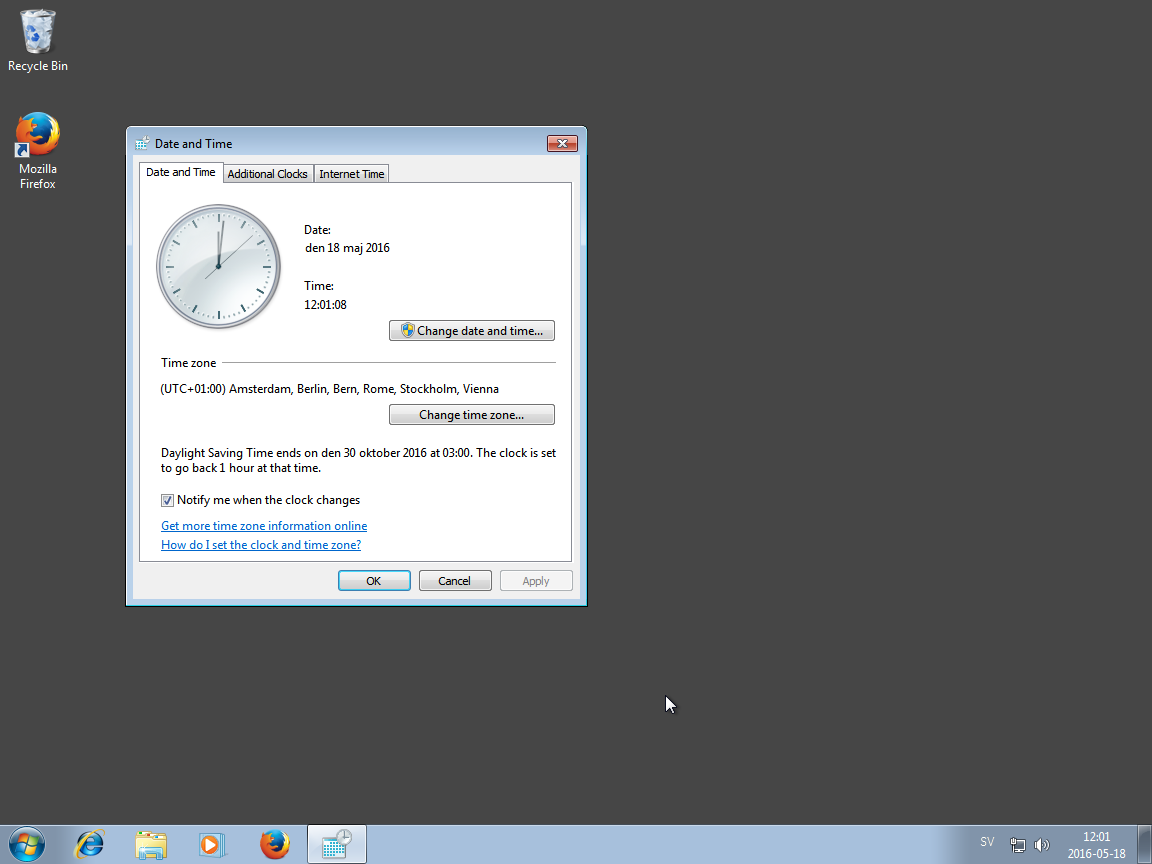 Recycle Bin
Mozilla
Firefox
Date and Time
Date and Time
Additional Clocks
Internet Time
Date:
den 18 maj 2016
Time:
12:01:08
Change date and time...
Time zone
(UTC+01:00) Amsterdam, Berlin, Bern, Rome, Stockholm, Vienna
Change time zone...
Daylight Saving Time ends on den 30 oktober 2016 at 03:00. The clock is set
to go back 1 hour at that time.
Notify me when the clock changes
Get more time zone information online
How do I set the clock and time zone?
OK
Cancel
Apply
SV
12:01
2016-05-18